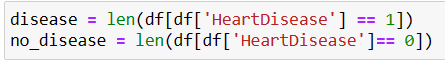 disease = len(df[df['HeartDisease'] == 1])
no_disease = len(df[df['HeartDisease']== 0])